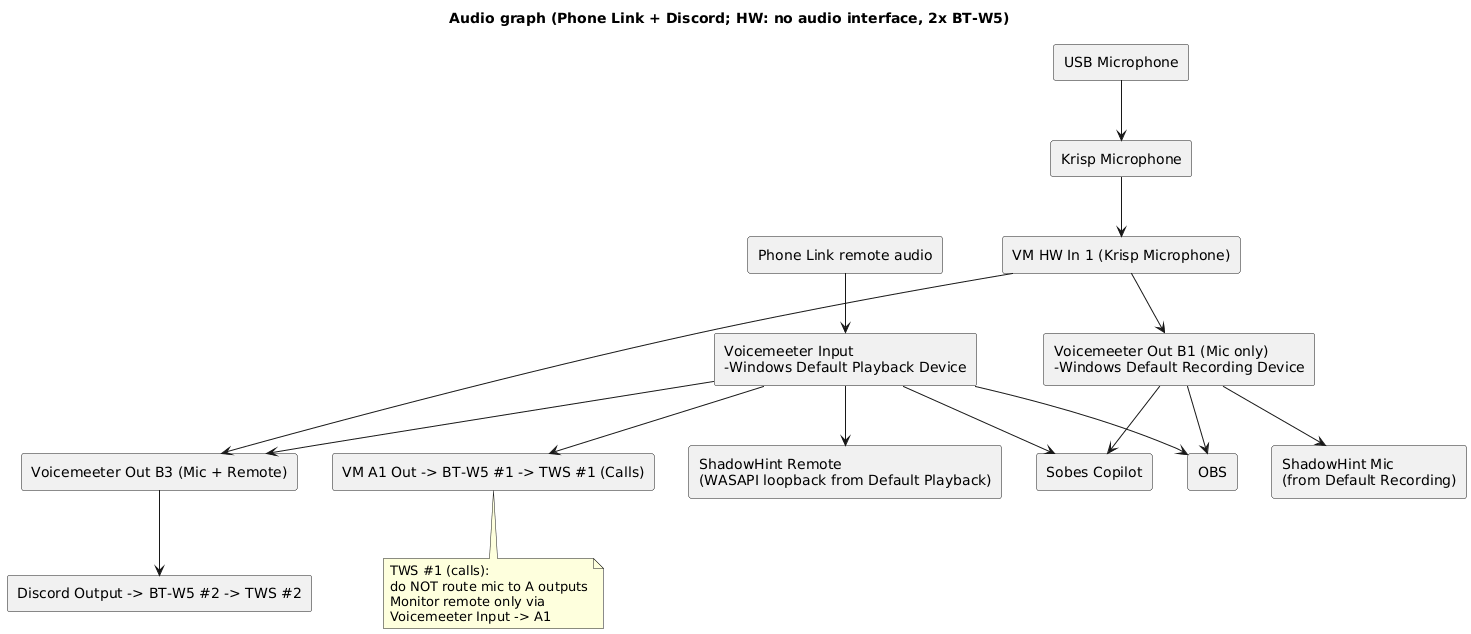 Audio graph (Phone Link + Discord; HW: no audio interface, 2x BT-W5)
USB Microphone
Krisp Microphone
Phone Link remote audio
VM HW In 1 (Krisp Microphone)
Voicemeeter Input
-Windows Default Playback Device
Voicemeeter Out B1 (Mic only)
-Windows Default Recording Device
Voicemeeter Out B3 (Mic + Remote)
VM A1 Out -> BT-W5 #1 -> TWS #1 (Calls)
ShadowHint Remote
(WASAPI loopback from Default Playback)
Sobes Copilot
OBS
ShadowHint Mic
(from Default Recording)
Discord Output -> BT-W5 #2 -> TWS #2
TWS #1 (calls):
do NOT route mic to A outputs
Monitor remote only via
Voicemeeter Input -> A1